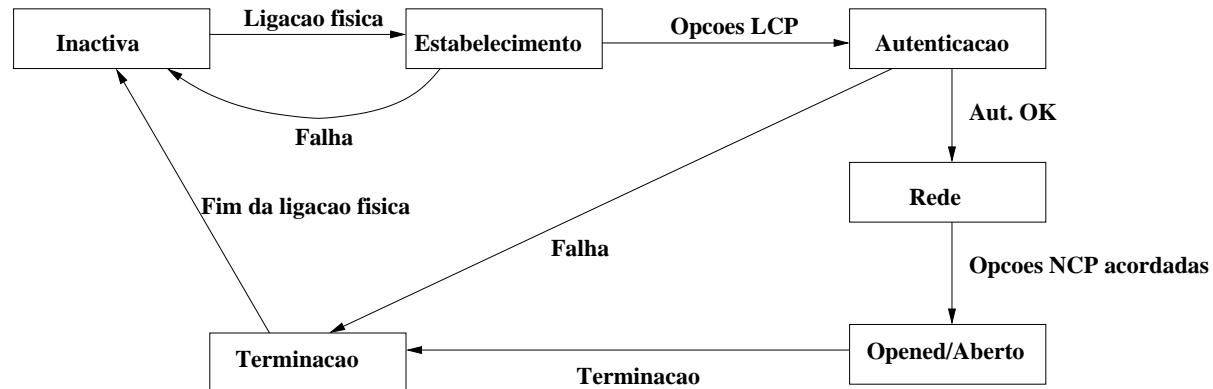 Ligacao fisica
Inactiva
Estabelecimento
Opcoes LCP
Autenticacao
Falha
Aut. OK
Rede
Fim da ligacao fisica
Falha
Opcoes NCP acordadas
Terminacao
Opened/Aberto
Terminacao